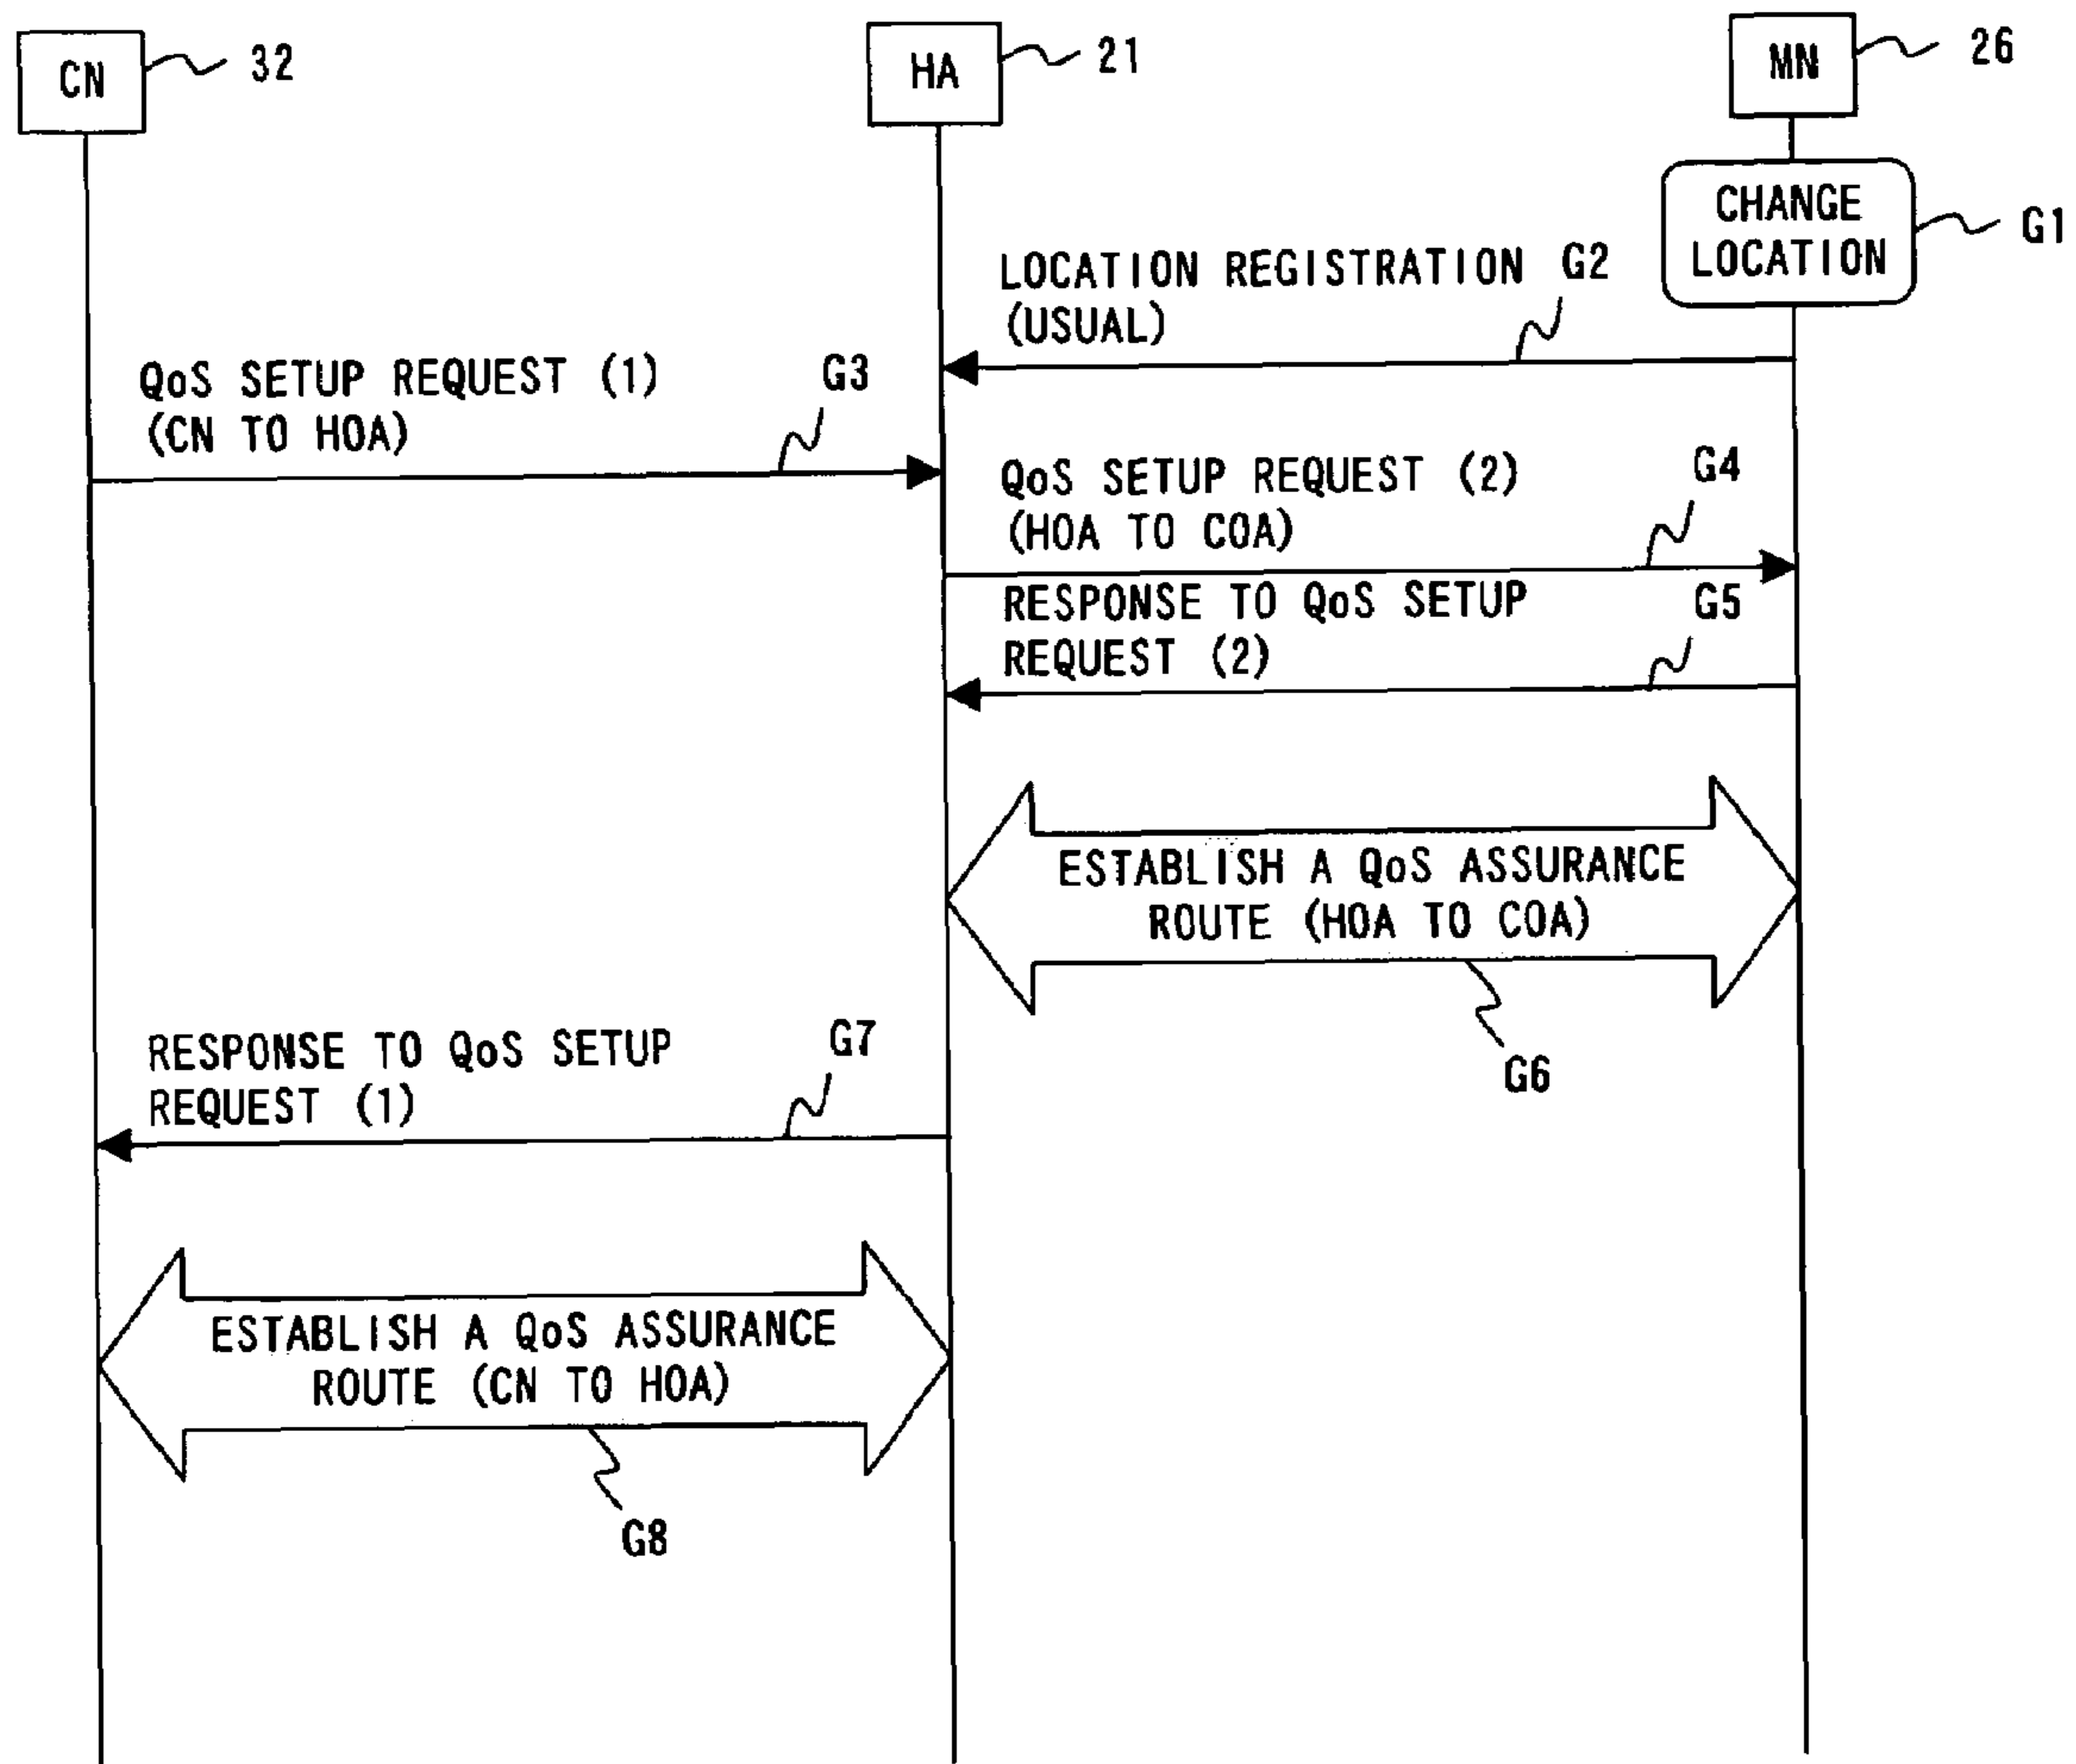 CN
32
HA
21
MN
26
CHANGE
LOCATION
G1
LOCATION REGISTRATION
(USUAL)
G2
QoS SETUP REQUEST (1)
(CN TO HOA)
G3
QoS SETUP REQUEST (2)
(HOA TO COA)
G4
RESPONSE TO QoS SETUP
REQUEST (2)
G5
ESTABLISH A QoS ASSURANCE
ROUTE (HOA TO COA)
G6
RESPONSE TO QoS SETUP
REQUEST (1)
G7
ESTABLISH A QoS ASSURANCE
ROUTE (CN TO HOA)
G8